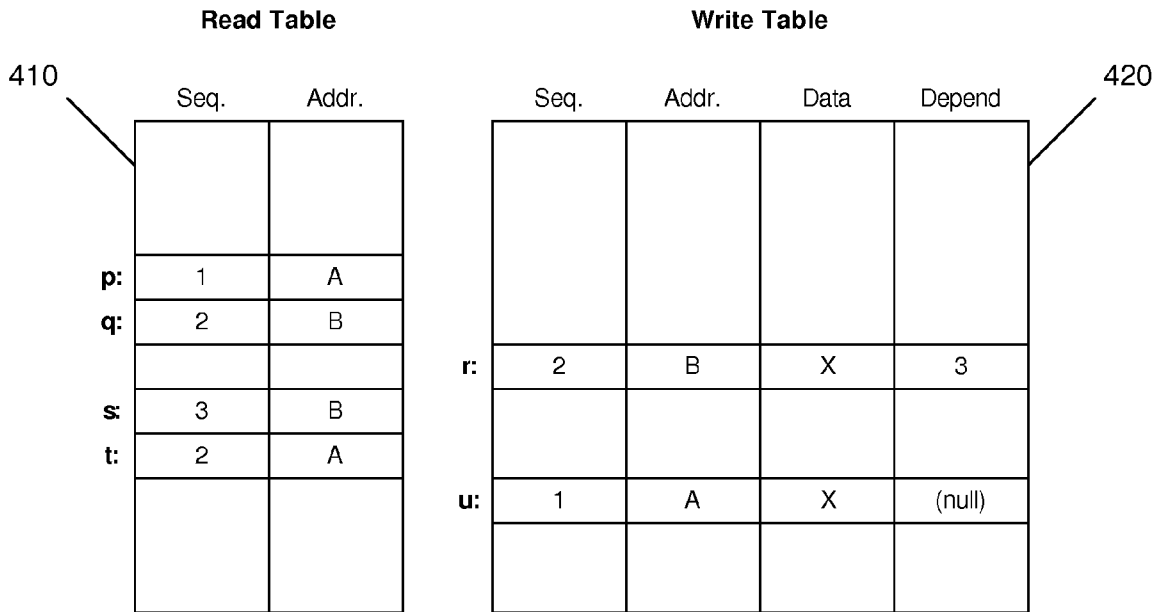 Read Table Write Table
410 420
Seq. Addr. Seq. Addr. Data Depend
p: 1 A
q: 2 B
r: 2 B X 3
s: 3 B
t: 2 A
u: 1 A X (null)